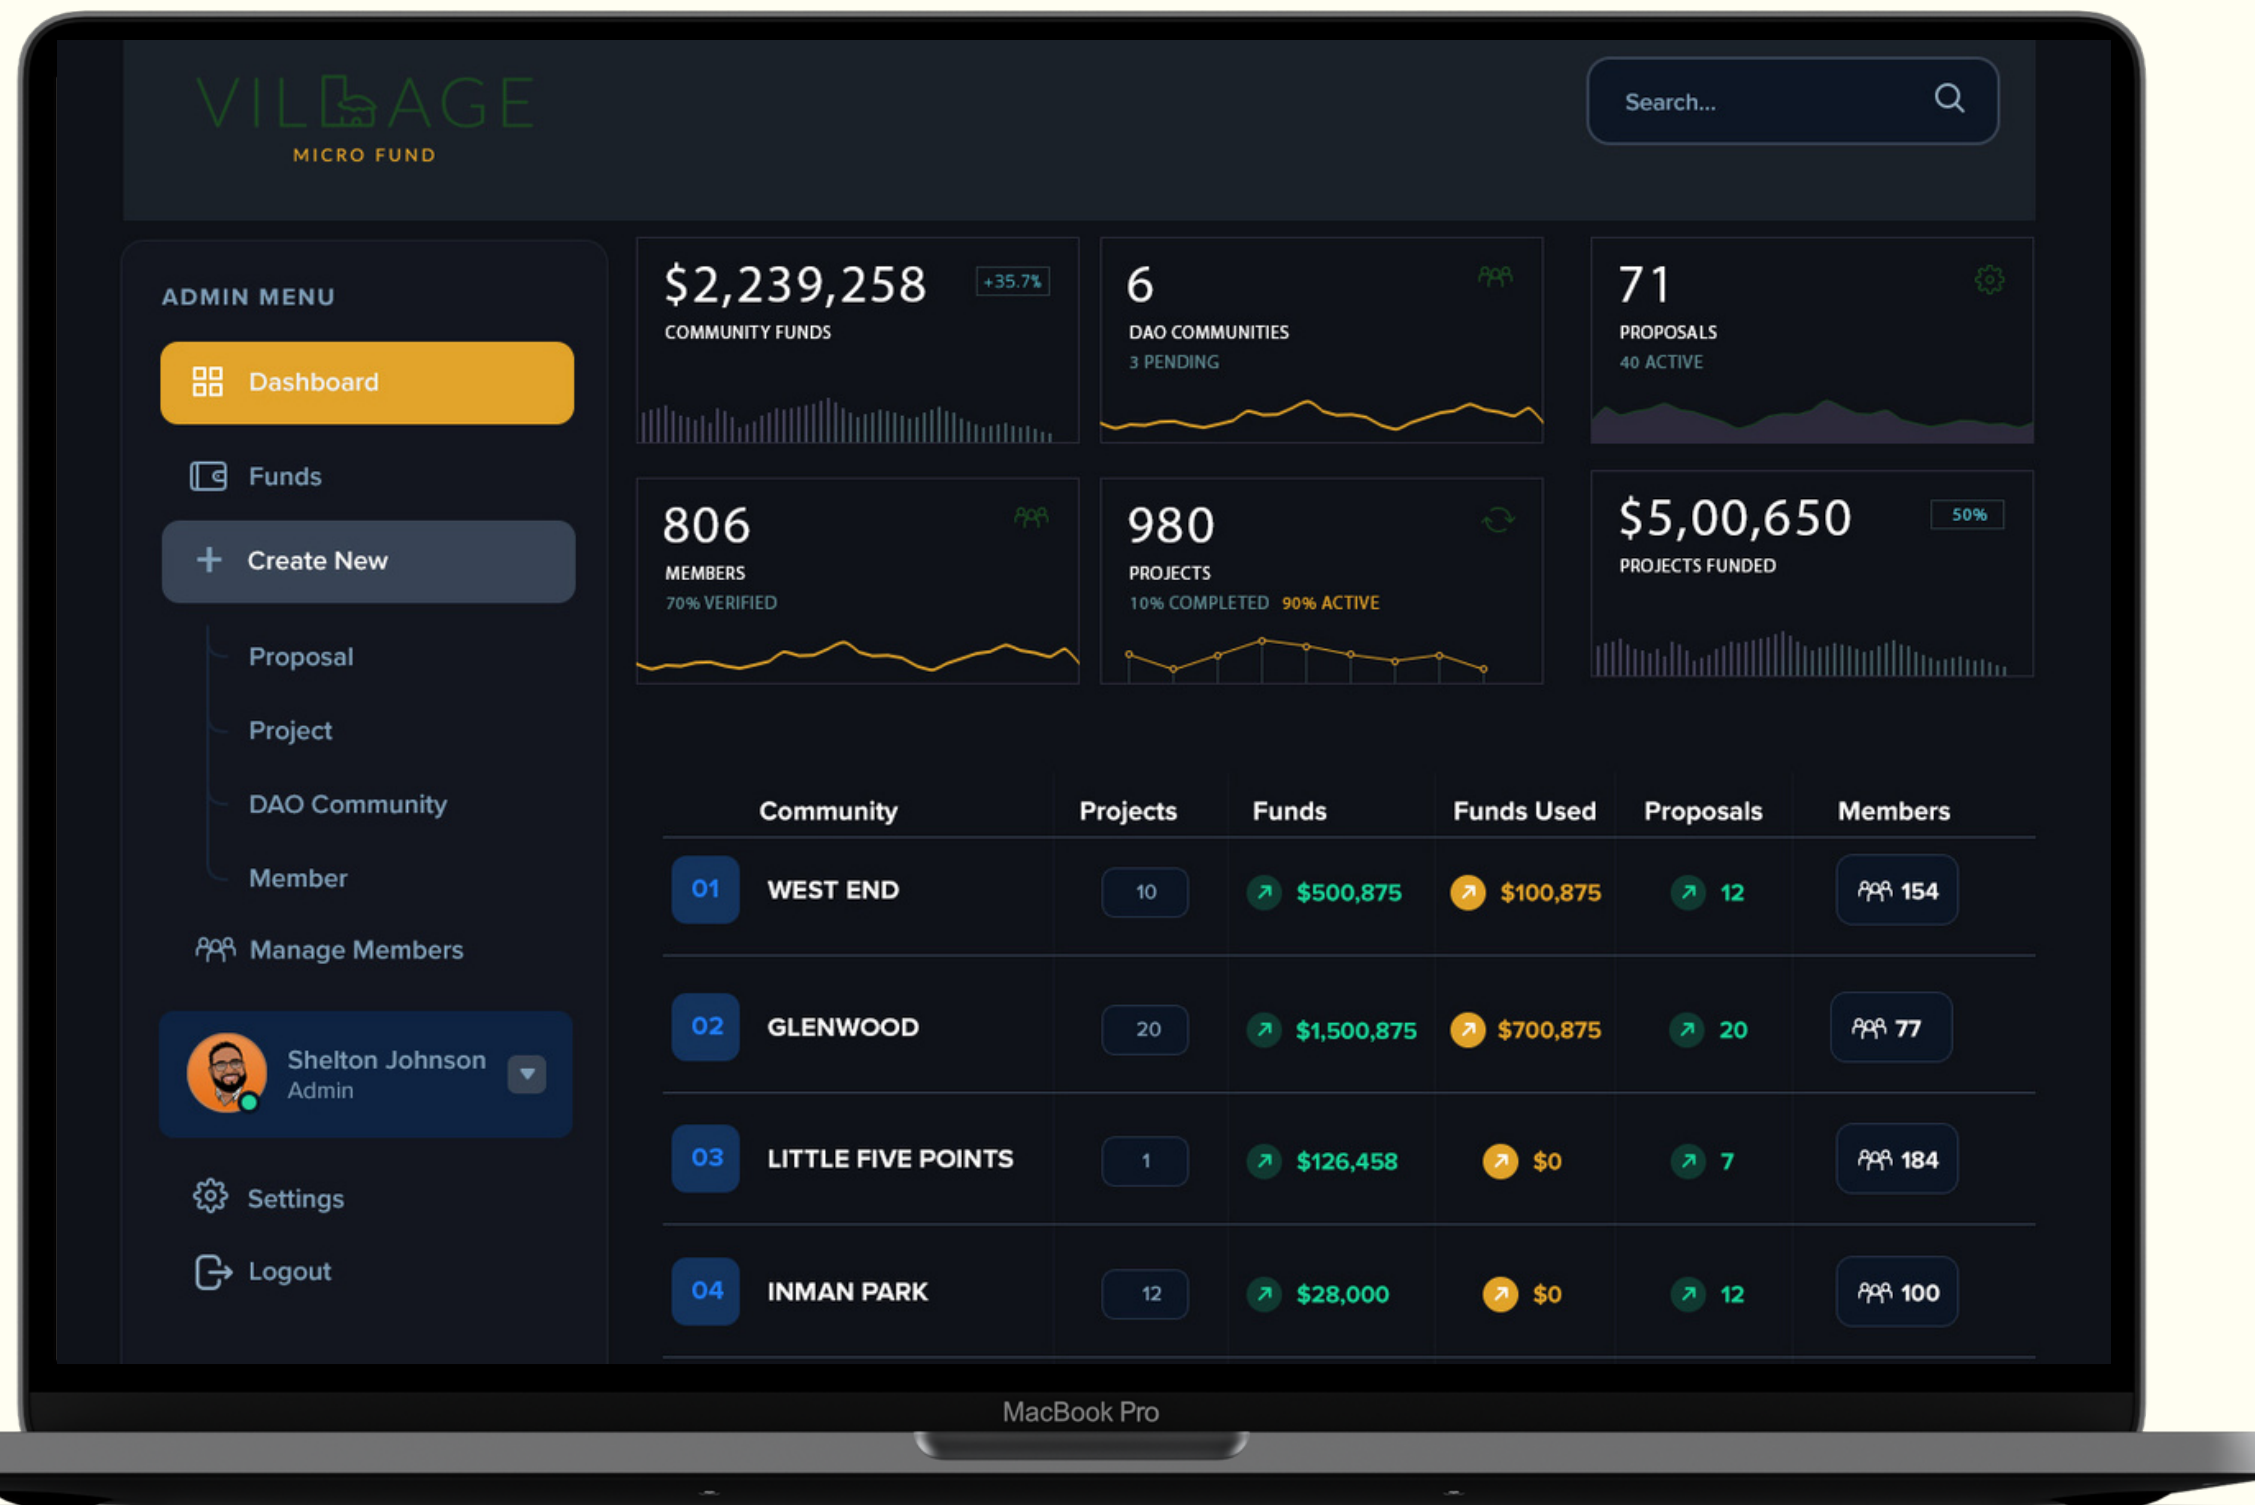 VILLAGE
MICRO FUND
Search...
ADMIN MENU
Dashboard
Funds
Create New
Proposal
Project
DAO Community
Member
Manage Members
Shelton Johnson
Admin
Settings
Logout
$2,239,258 +35.7%
COMMUNITY FUNDS
6
DAO COMMUNITIES
3 PENDING
71
PROPOSALS
40 ACTIVE
806
MEMBERS
70% VERIFIED
980
PROJECTS
10% COMPLETED 90% ACTIVE
$5,00,650 50%
PROJECTS FUNDED
Community Projects Funds Funds Used Proposals Members
01 WEST END 10 $500,875 $100,875 12 154
02 GLENWOOD 20 $1,500,875 $700,875 20 77
03 LITTLE FIVE POINTS 1 $126,458 $0 7 184
04 INMAN PARK 12 $28,000 $0 12 100
MacBook Pro